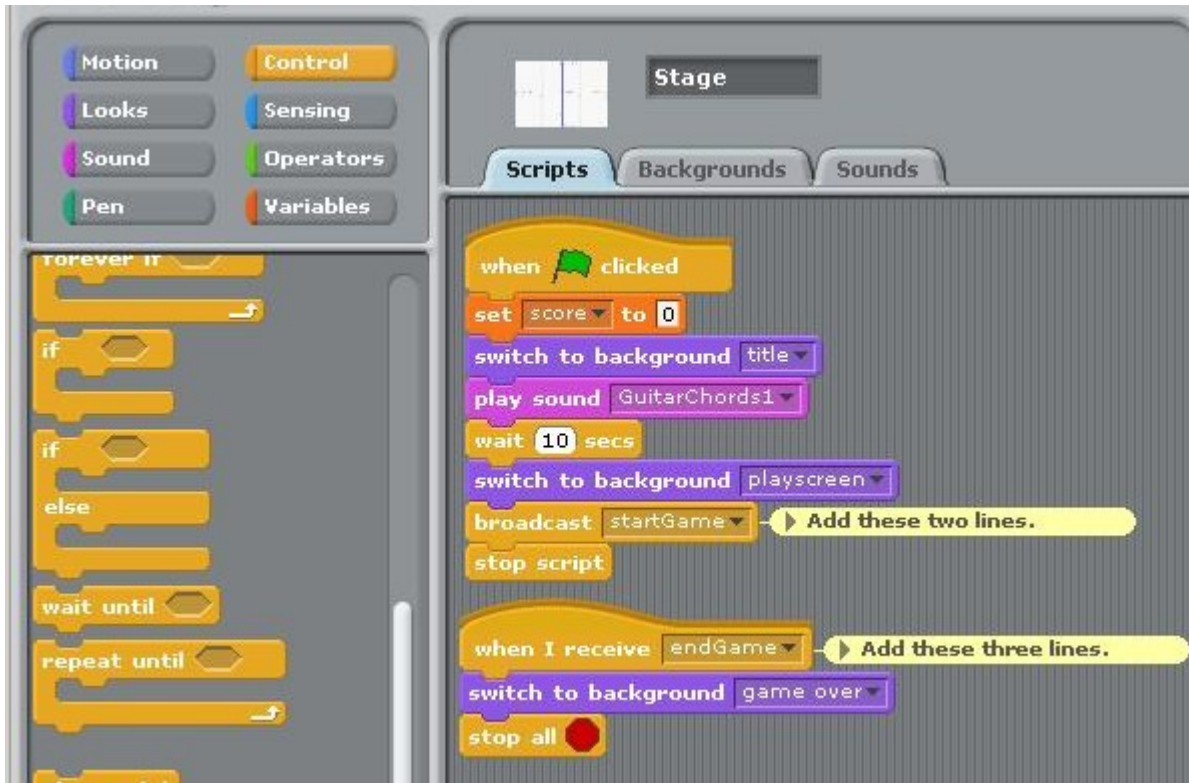 Motion
Control
Looks
Sensing
Sound
Operators
Pen
Variables
forever if
if
if
else
wait until
repeat until
Stage
Scripts
Backgrounds
Sounds
when clicked
set score to 0
switch to background title
play sound GuitarChords1
wait 10 secs
switch to background playscreen
broadcast startGame
Add these two lines.
stop script
when I receive endGame
Add these three lines.
switch to background game over
stop all